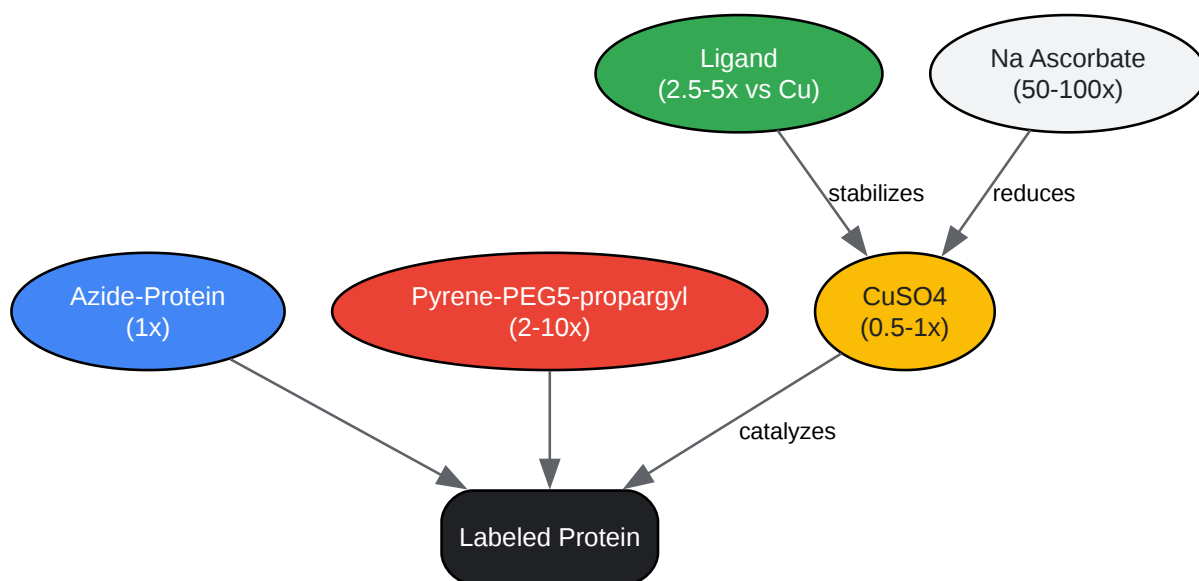 Ligand
(2.5-5x vs Cu)
Na Ascorbate
(50-100x)
stabilizes
reduces
Azide-Protein
(1x)
Pyrene-PEG5-propargyl
(2-10x)
CuSO4
(0.5-1x)
catalyzes
Labeled Protein